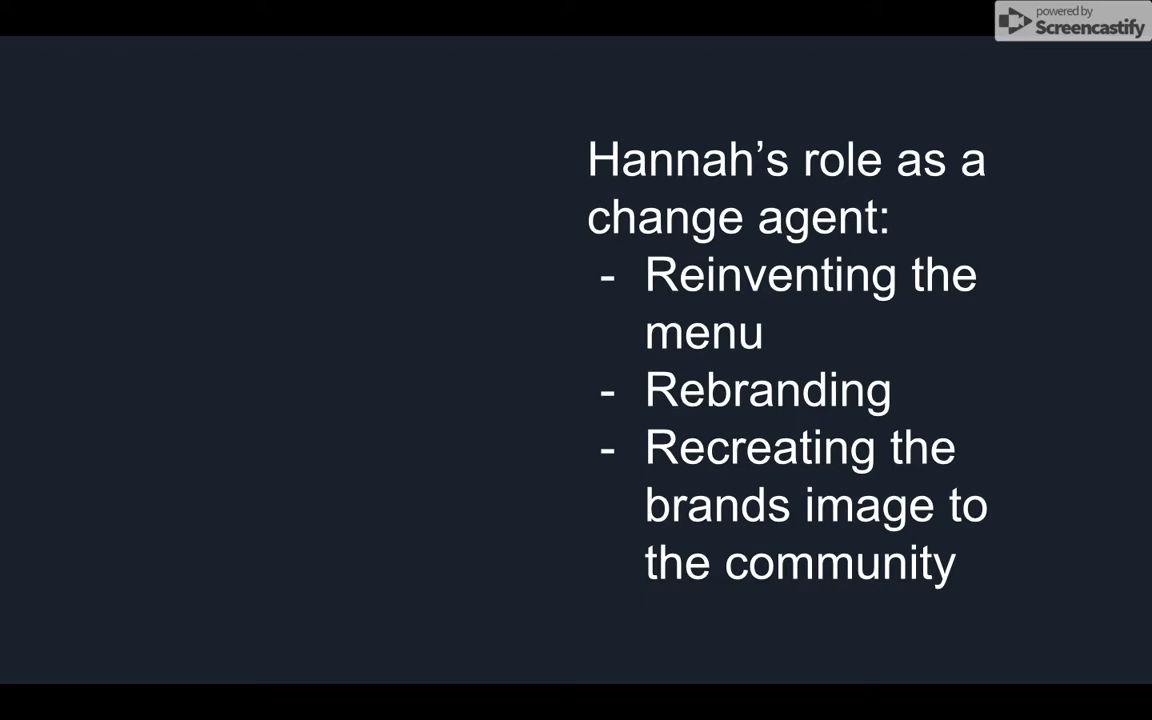 powered by
Screencastify
Hannah’s role as a
change agent:
- Reinventing the
menu
- Rebranding
- Recreating the
brands image to
the community